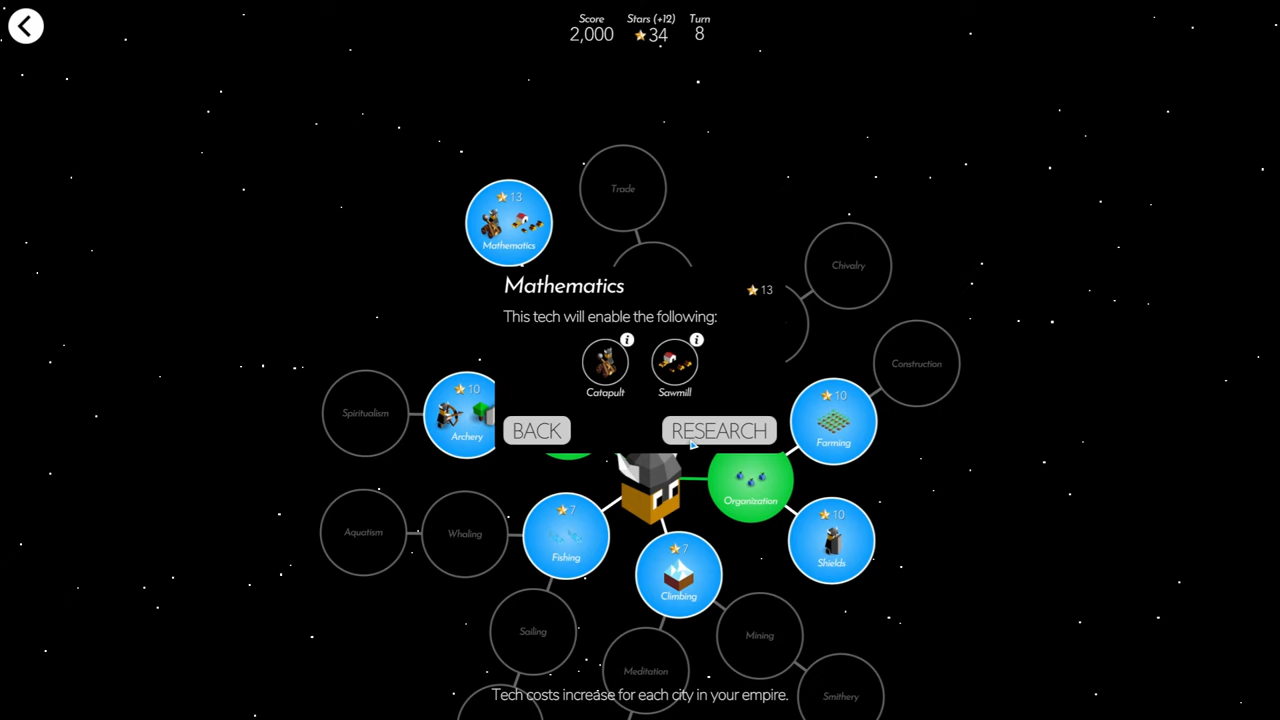 Score
Stars (+12)
Turn
2,000
34
8
Trade
13
Mathematics
Chivalry
Mathematics
13
This tech will enable the following:
i
i
Catapult
Sawmill
Construction
10
Spiritualism
Archery
BACK
RESEARCH
10
Farming
Organization
7
Fishing
Aquatism
Whaling
10
Shields
7
Climbing
Sailing
Mining
Meditation
Smithery
Tech costs increase for each city in your empire.